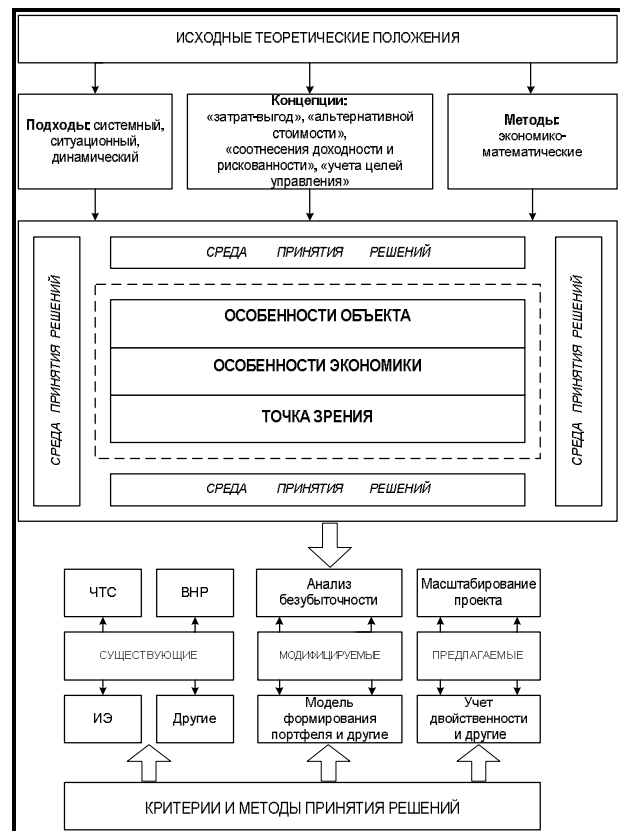 ИСХОДНЫЕ ТЕОРЕТИЧЕСКИЕ ПОЛОЖЕНИЯ
Подходы: системный,
ситуационный,
динамический
Концепции:
«затрат-выгод», «альтернативной
стоимости»,
«соотнесения доходности и
рискованности», «учета целей
управления»
Методы:
экономико-
математические
СРЕДА ПРИНЯТИЯ РЕШЕНИЙ
СРЕДА ПРИНЯТИЯ РЕШЕНИЙ
ОСОБЕННОСТИ ОБЪЕКТА
ОСОБЕННОСТИ ЭКОНОМИКИ
ТОЧКА ЗРЕНИЯ
СРЕДА ПРИНЯТИЯ РЕШЕНИЙ
СРЕДА ПРИНЯТИЯ РЕШЕНИЙ
ЧТС
ВНР
Анализ
безубыточности
Масштабирование
проекта
СУЩЕСТВУЮЩИЕ
МОДИФИЦИРУЕМЫЕ
ПРЕДЛАГАЕМЫЕ
ИЭ
Другие
Модель
формирования
портфеля и другие
Учет
двойственности
и другие
КРИТЕРИИ И МЕТОДЫ ПРИНЯТИЯ РЕШЕНИЙ